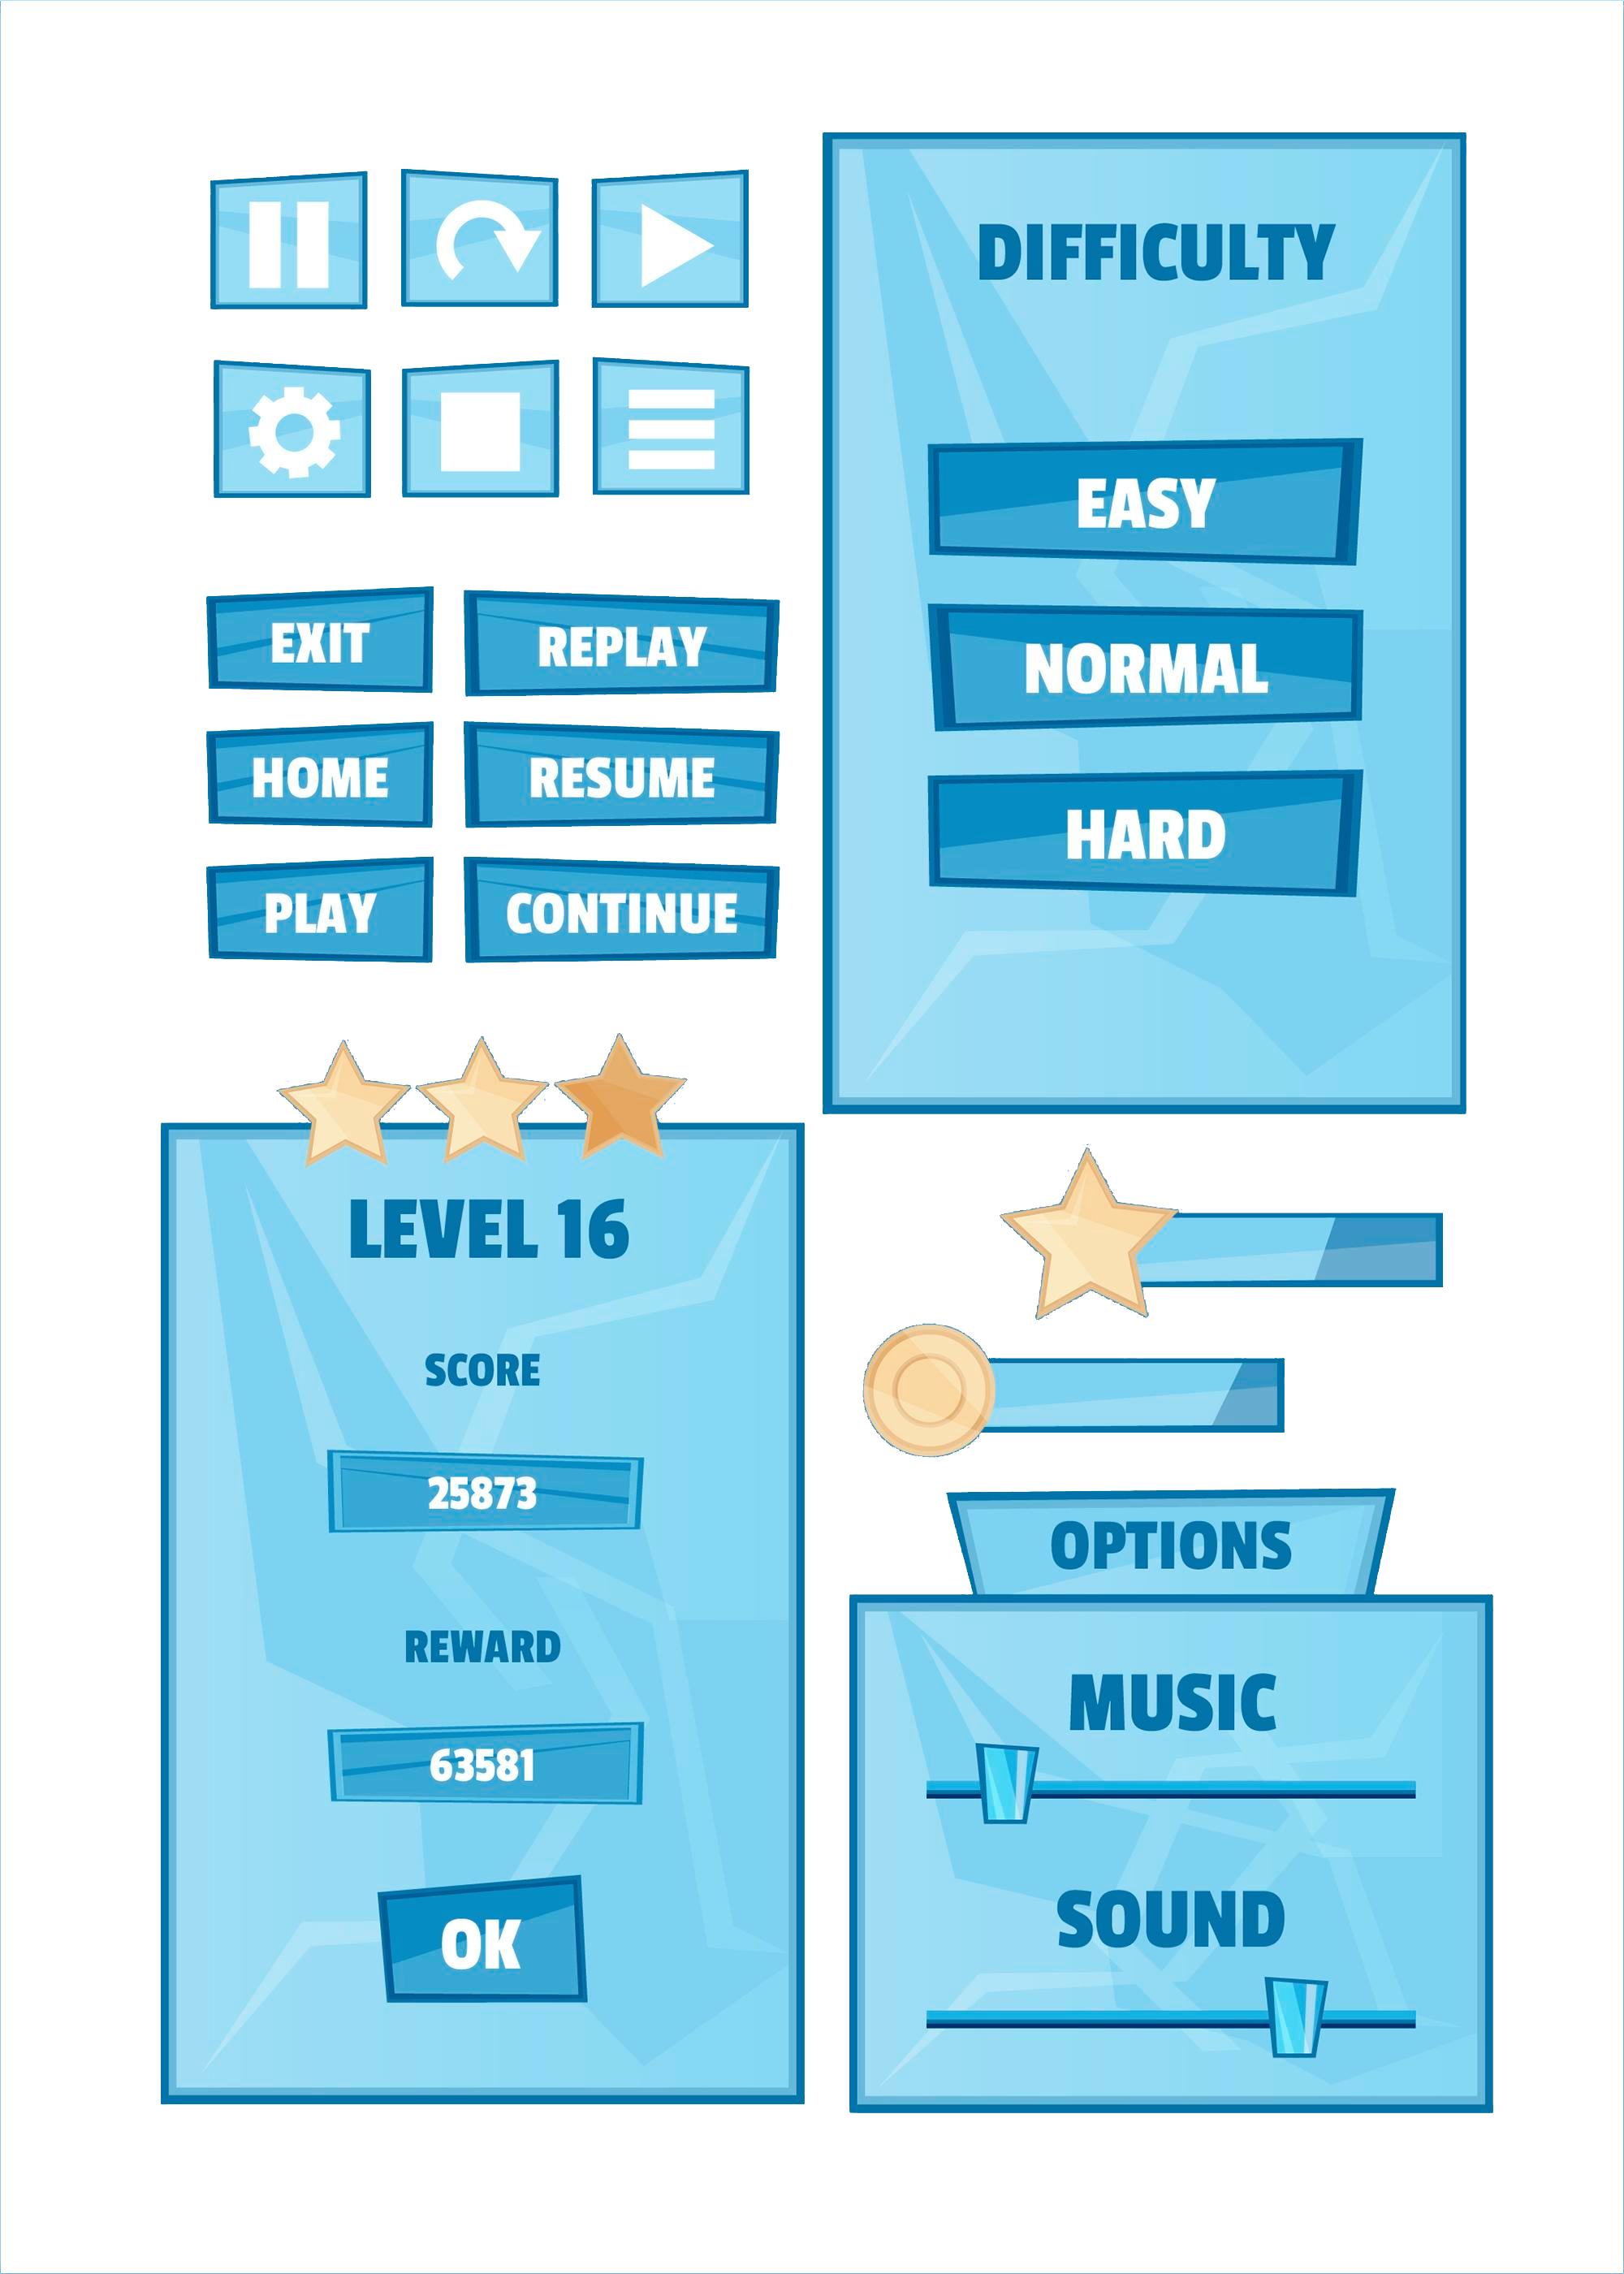 DIFFICULTY
EASY
NORMAL
HARD
EXIT
REPLAY
HOME
RESUME
PLAY
CONTINUE
LEVEL 16
SCORE
25873
REWARD
63581
OK
OPTIONS
MUSIC
SOUND